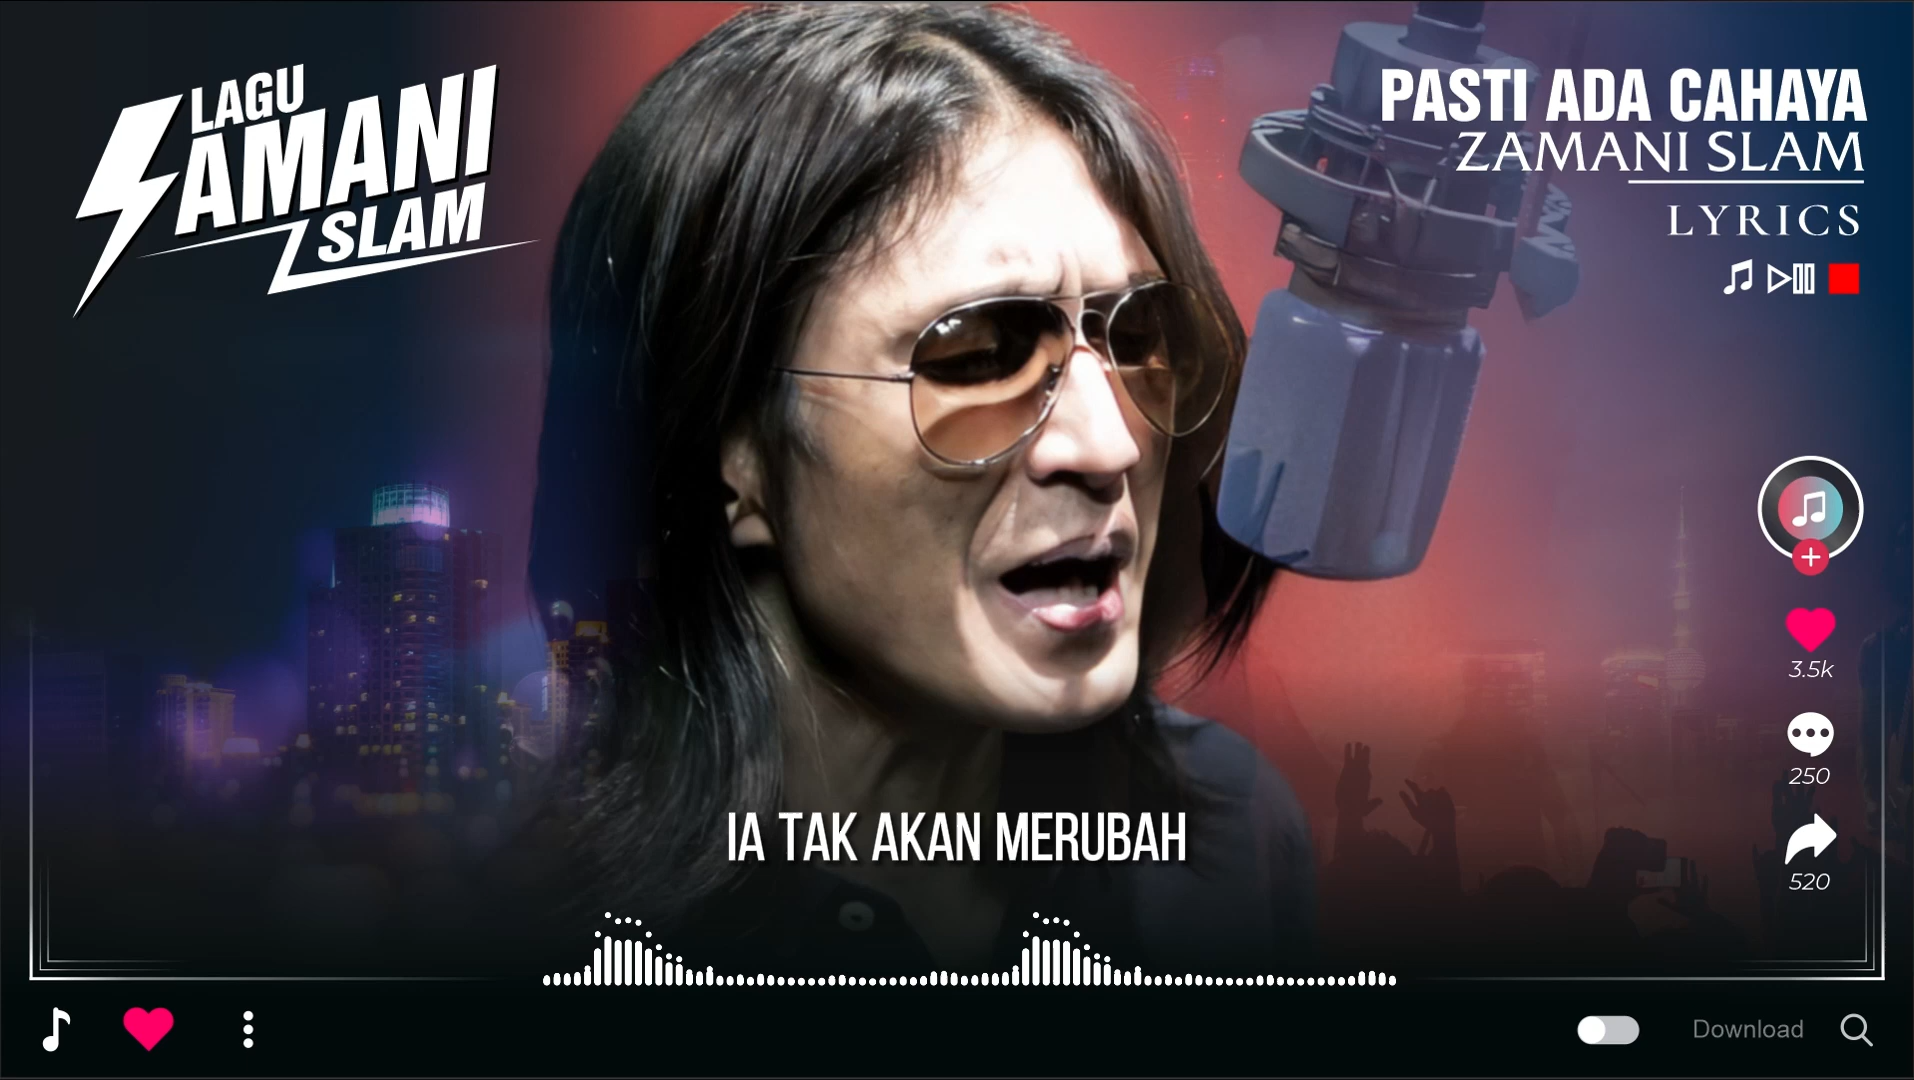 LAGU
ZAMANI
SLAM
PASTI ADA CAHAYA
ZAMANI SLAM
LYRICS
3.5k
250
520
IA TAK AKAN MERUBAH
Download